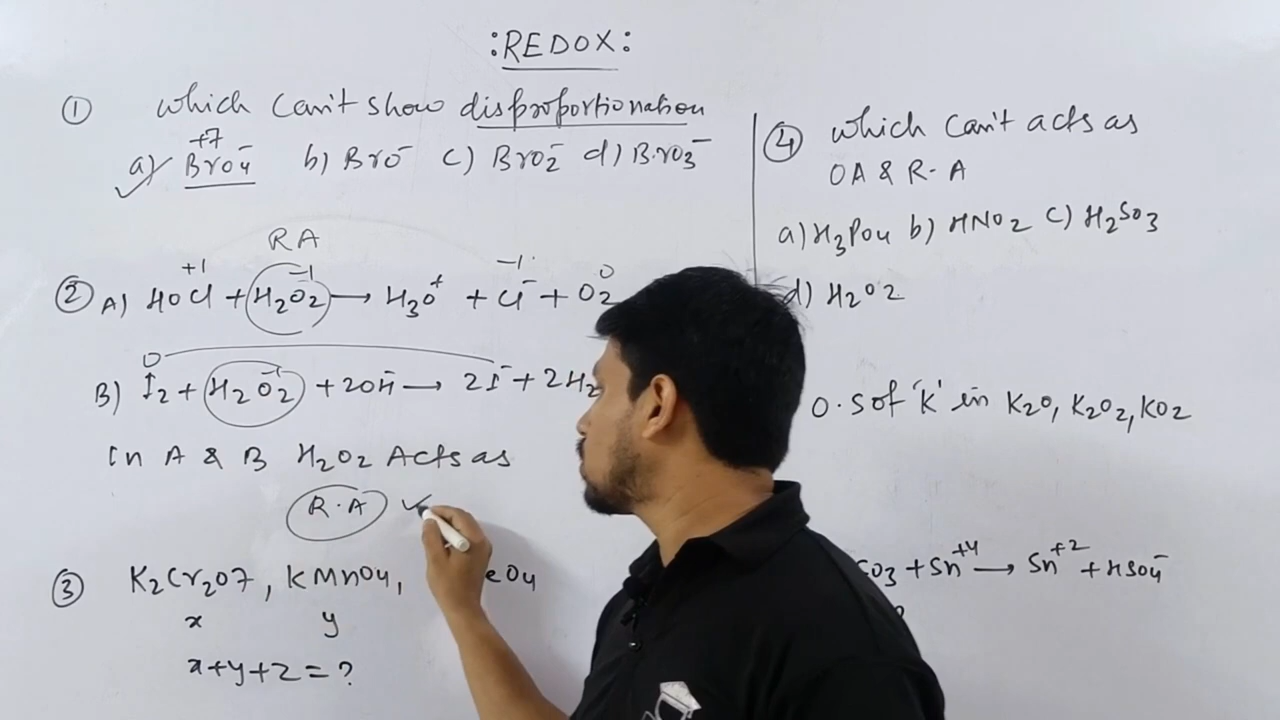 :REDOX:
① which can't show disproportionation
+7
a) BrO4⁻ b) BrO⁻ c) BrO2⁻ d) BrO3⁻
RA
+1 -1 -1 0
② A) HOCl + H2O2 → H3O⁺ + Cl⁻ + O2
0 -1
B) I2 + H2O2 + 2OH⁻ → 2I⁻ + 2H2
In A & B H2O2 Acts as
R.A ✓
③ K2Cr2O7, KMnO4, eO4
x y
x+y+z = ?
④ which can't acts as
OA & R.A
a) H3PO4 b) HNO2 c) H2SO3
d) H2O2
O.S of 'K' in K2O, K2O2, KO2
+4 +2
SO3 + Sn → Sn + HSO4⁻